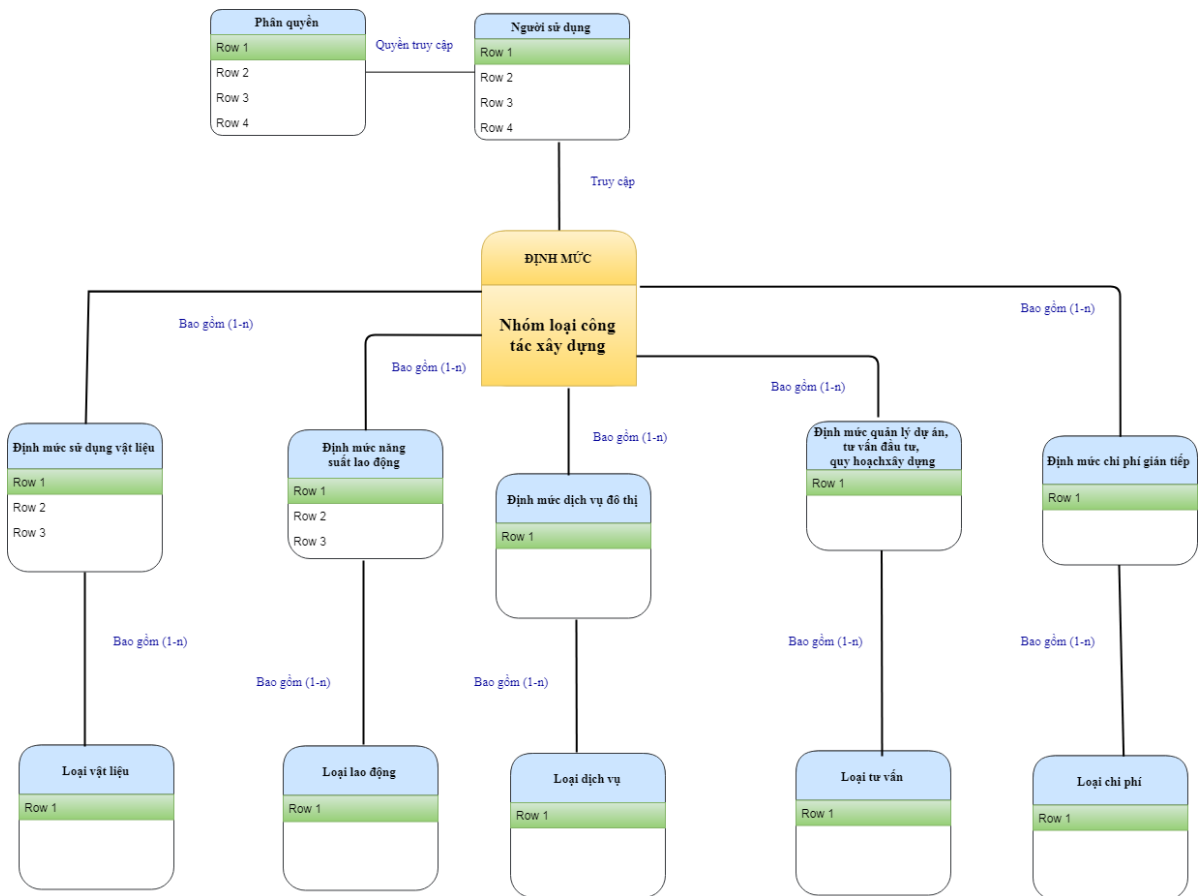 Phân quyền
Row 1
Row 2
Row 3
Row 4
Quyền truy cập
Người sử dụng
Row 1
Row 2
Row 3
Row 4
Truy cập
ĐỊNH MỨC
Nhóm loại công
tác xây dựng
Bao gồm (1-n)
Bao gồm (1-n)
Bao gồm (1-n)
Bao gồm (1-n)
Bao gồm (1-n)
Định mức sử dụng vật liệu
Row 1
Row 2
Row 3
Định mức năng
suất lao động
Row 1
Row 2
Row 3
Định mức dịch vụ đô thị
Row 1
Định mức quản lý dự án,
tư vấn đầu tư,
quy hoạchxây dựng
Row 1
Định mức chi phí gián tiếp
Row 1
Bao gồm (1-n)
Bao gồm (1-n)
Bao gồm (1-n)
Bao gồm (1-n)
Bao gồm (1-n)
Loại vật liệu
Row 1
Loại lao động
Row 1
Loại dịch vụ
Row 1
Loại tư vấn
Row 1
Loại chi phí
Row 1